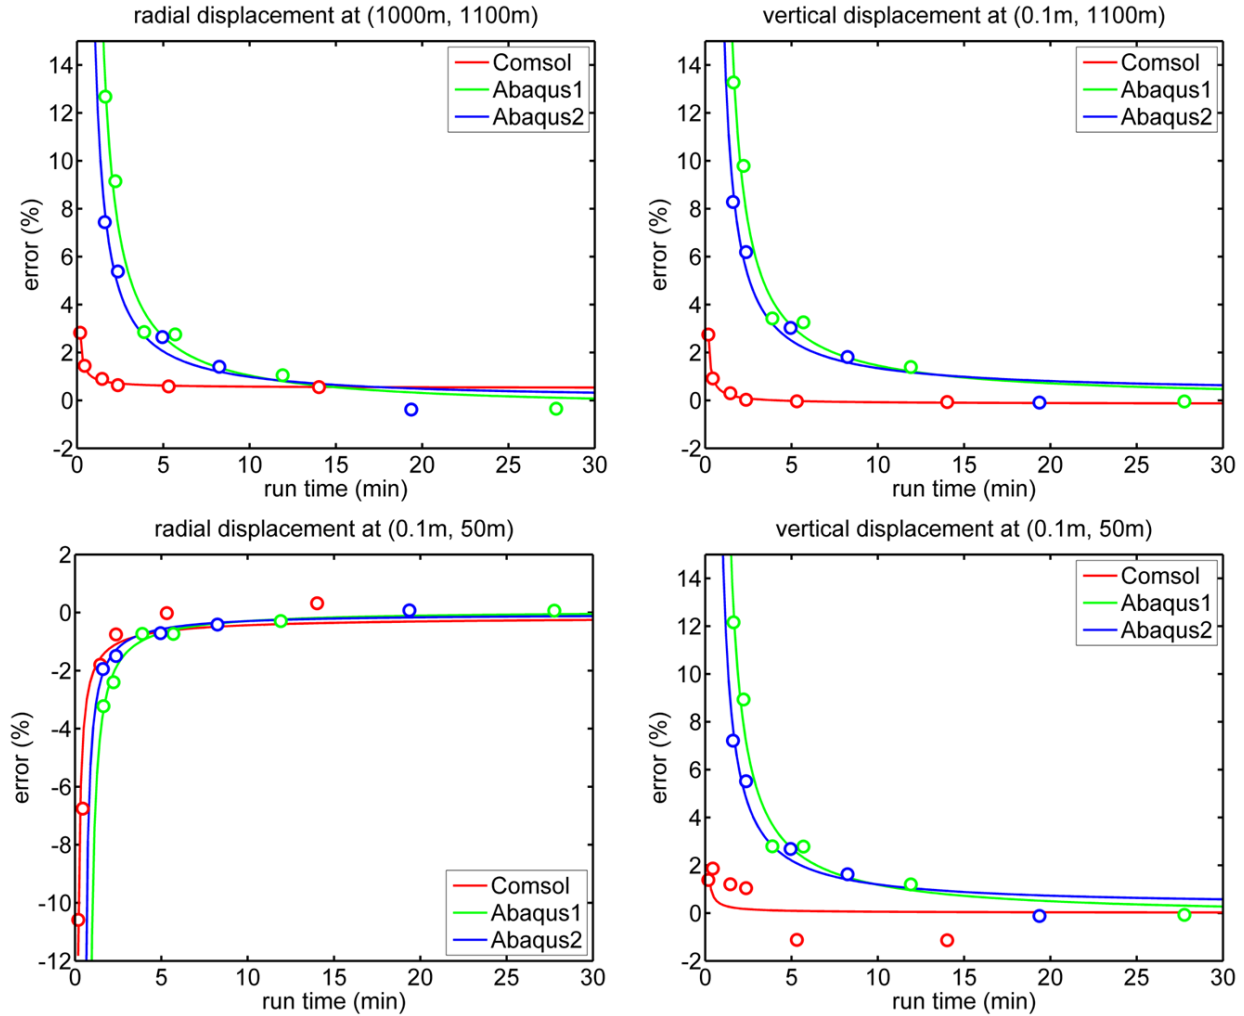 radial displacement at (1000m, 1100m)
14
12
10
8
6
4
2
0
-2
error (%)
Comsol
Abaqus1
Abaqus2
0 5 10 15 20 25 30
run time (min)
vertical displacement at (0.1m, 1100m)
14
12
10
8
6
4
2
0
-2
error (%)
Comsol
Abaqus1
Abaqus2
0 5 10 15 20 25 30
run time (min)
radial displacement at (0.1m, 50m)
2
0
-2
-4
-6
-8
-10
-12
error (%)
Comsol
Abaqus1
Abaqus2
0 5 10 15 20 25 30
run time (min)
vertical displacement at (0.1m, 50m)
14
12
10
8
6
4
2
0
-2
error (%)
Comsol
Abaqus1
Abaqus2
0 5 10 15 20 25 30
run time (min)